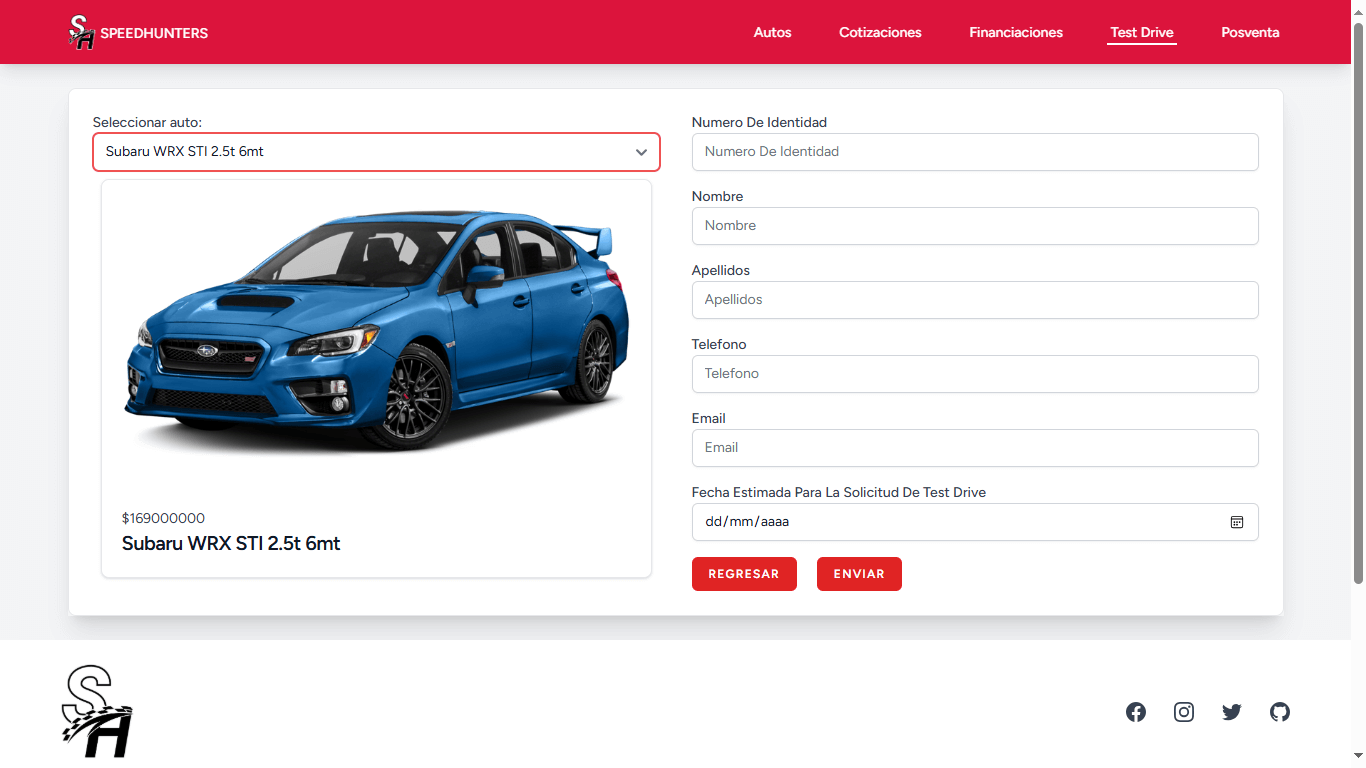 SH SPEEDHUNTERS
Autos
Cotizaciones
Financiaciones
Test Drive
Posventa
Seleccionar auto:
Subaru WRX STI 2.5t 6mt
$169000000
Subaru WRX STI 2.5t 6mt
Numero De Identidad
Numero De Identidad
Nombre
Nombre
Apellidos
Apellidos
Telefono
Telefono
Email
Email
Fecha Estimada Para La Solicitud De Test Drive
dd/mm/aaaa
REGRESAR
ENVIAR
SH